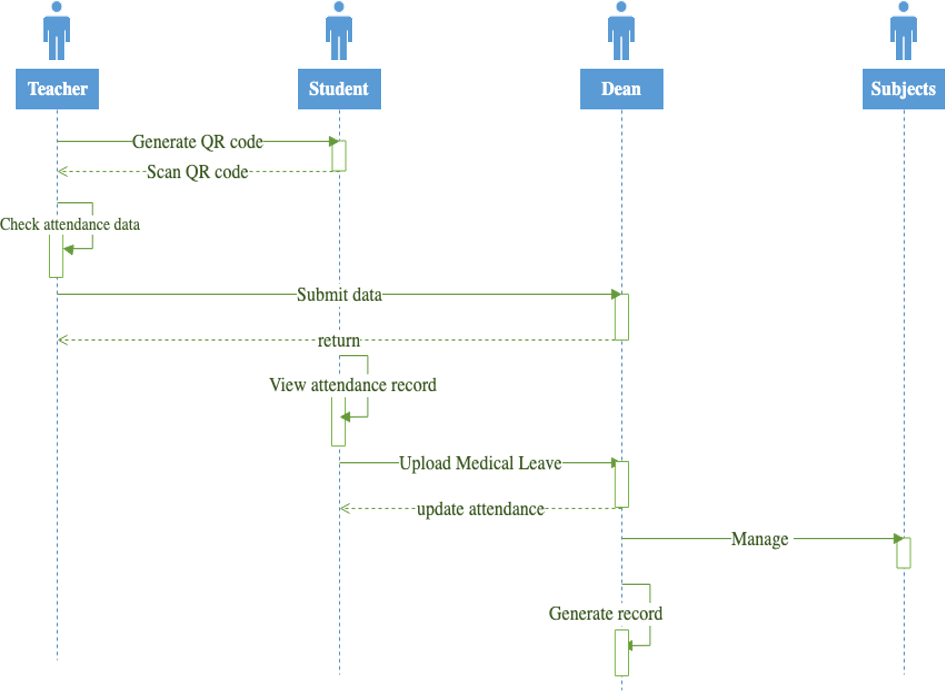 Teacher
Student
Dean
Subjects
Generate QR code
Scan QR code
Check attendance data
Submit data
return
View attendance record
Upload Medical Leave
update attendance
Manage
Generate record